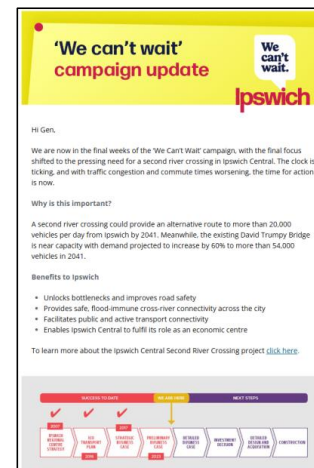 'We can't wait'
campaign update
We
can't
wait.
Ipswich
Hi Gen,
We are now in the final weeks of the 'We Can't Wait' campaign, with the final focus
shifted to the pressing need for a second river crossing in Ipswich Central. The clock is
ticking, and with traffic congestion and commute times worsening, the time for action
is now.
Why is this important?
A second river crossing could provide an alternative route to more than 20,000
vehicles per day from Ipswich by 2041. Meanwhile, the existing David Trumpy Bridge
is near capacity with demand projected to increase by 60% to more than 54,000
vehicles in 2041.
Benefits to Ipswich
Unlocks bottlenecks and improves road safety
Provides safe, flood-immune cross-river connectivity across the city
Facilitates public and active transport connectivity
Enables Ipswich Central to fulfil its role as an economic centre
To learn more about the Ipswich Central Second River Crossing project click here.
SUCCESS TO DATE
WE ARE HERE
NEXT STEPS
2007
2017
REGIONAL
CENTRE
STRATEGY
TRANSPORT
PLAN
STRATEGIC
BUSINESS
CASE
PRELIMINARY
BUSINESS
CASE
DETAILED
BUSINESS
CASE
INVESTMENT
DECISION
DETAILED
DESIGN AND
CONSTRUCTION
2016